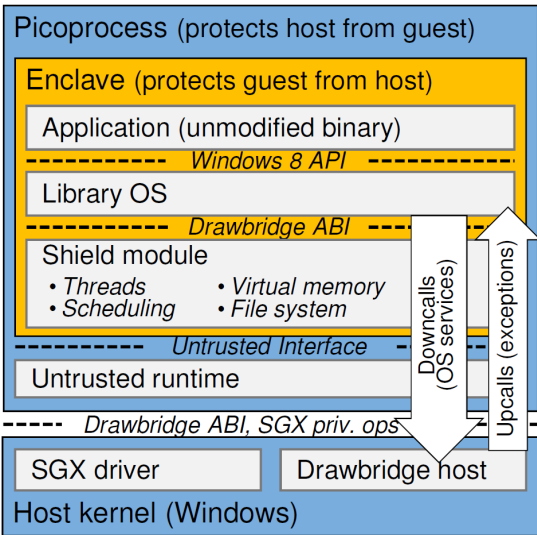 Picoprocess (protects host from guest)
Enclave (protects guest from host)
Application (unmodified binary)
Windows 8 API
Library OS
Drawbridge ABI
Shield module
• Threads • Virtual memory
• Scheduling • File system
Downcalls
(OS services)
Upcalls (exceptions)
Untrusted Interface
Untrusted runtime
Drawbridge ABI, SGX priv. ops
SGX driver
Drawbridge host
Host kernel (Windows)